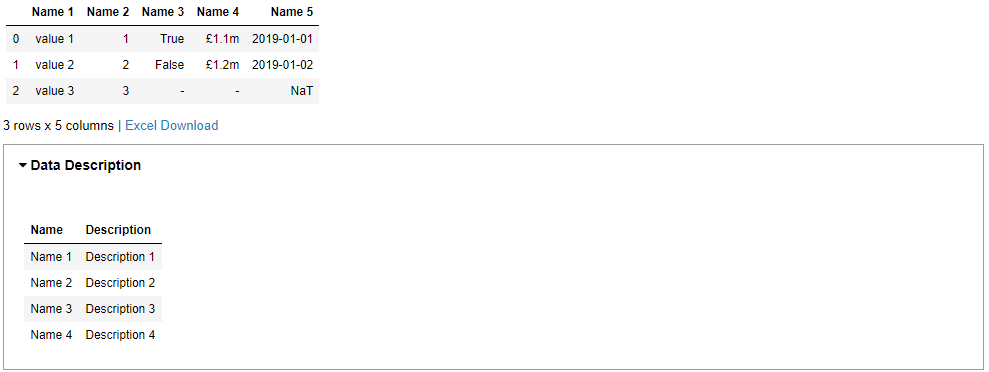 Name 1 Name 2 Name 3 Name 4 Name 5
0 value 1 1 True £1.1m 2019-01-01
1 value 2 2 False £1.2m 2019-01-02
2 value 3 3 - - NaT
3 rows x 5 columns | Excel Download
Data Description
Name Description
Name 1 Description 1
Name 2 Description 2
Name 3 Description 3
Name 4 Description 4